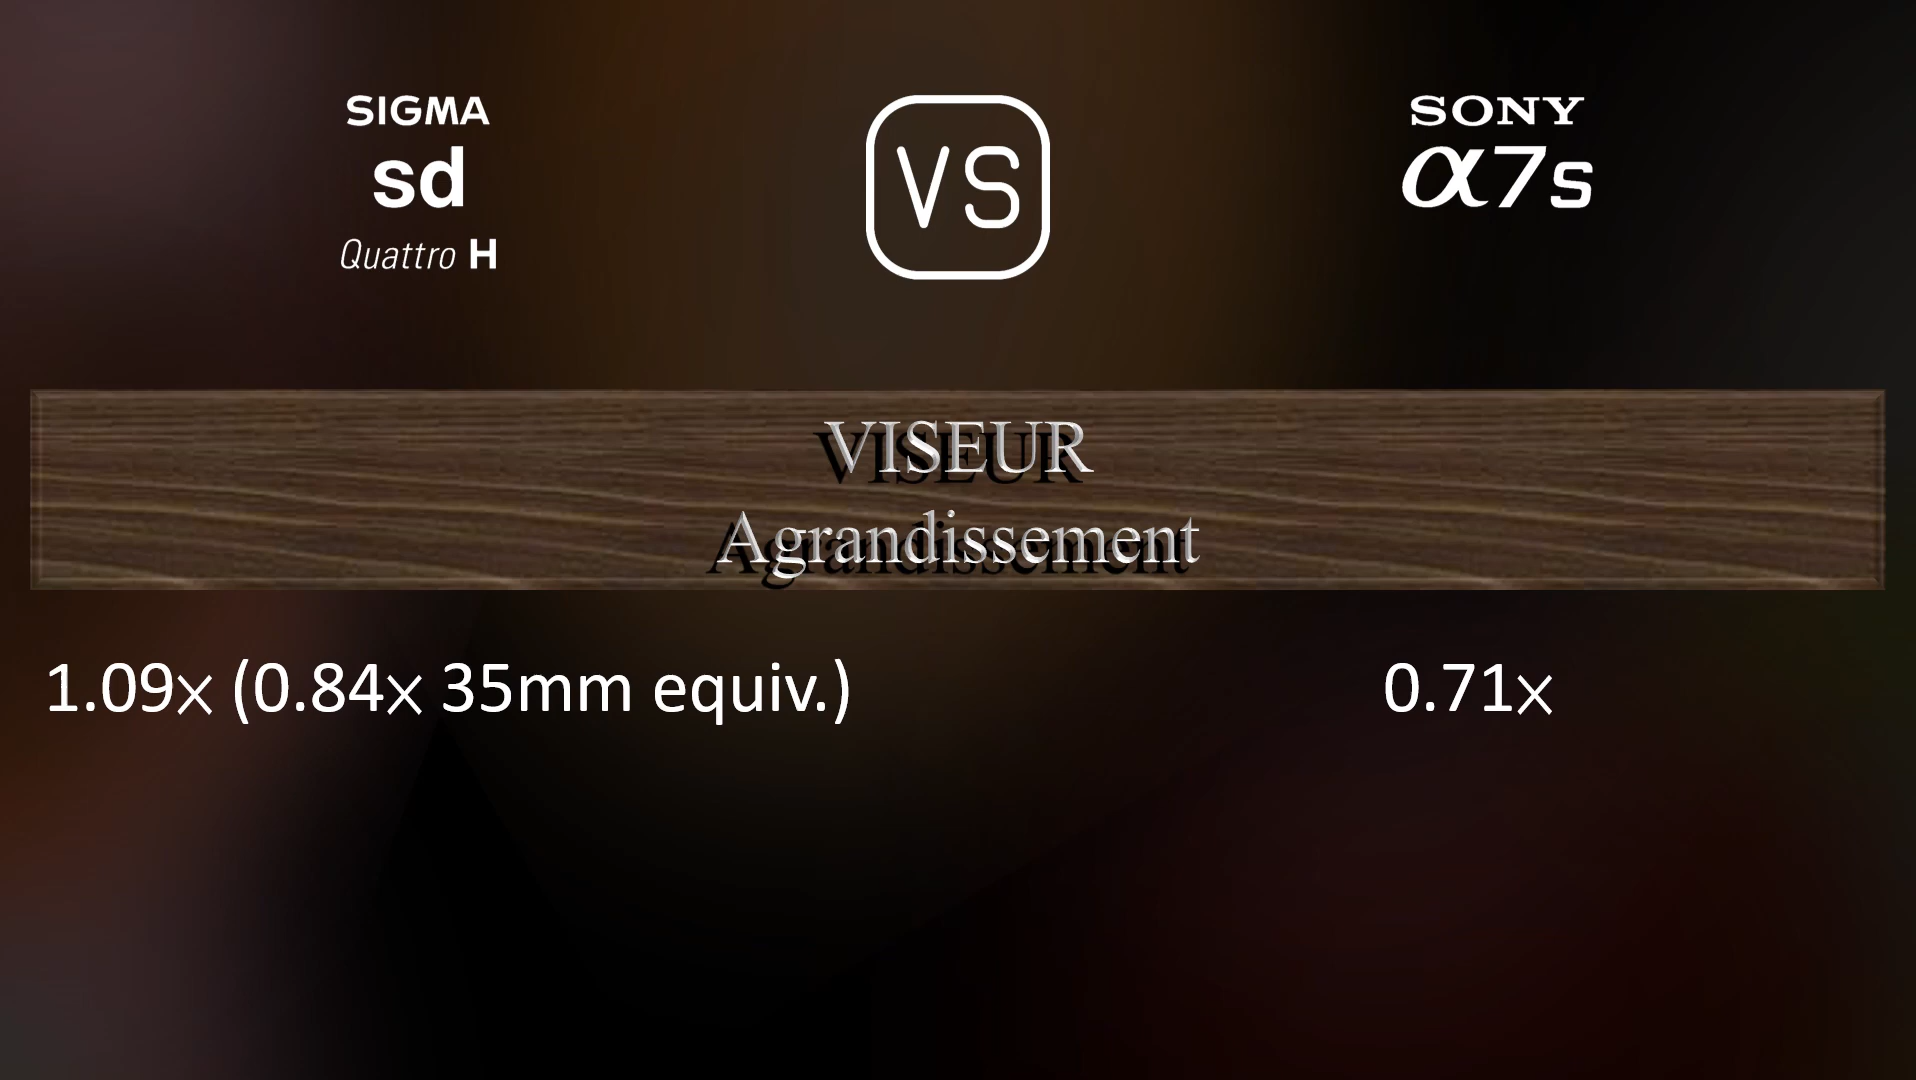 SIGMA
sd
Quattro H
VS
SONY
α7s
VISEUR
Agrandissement
1.09x (0.84x 35mm equiv.)
0.71x